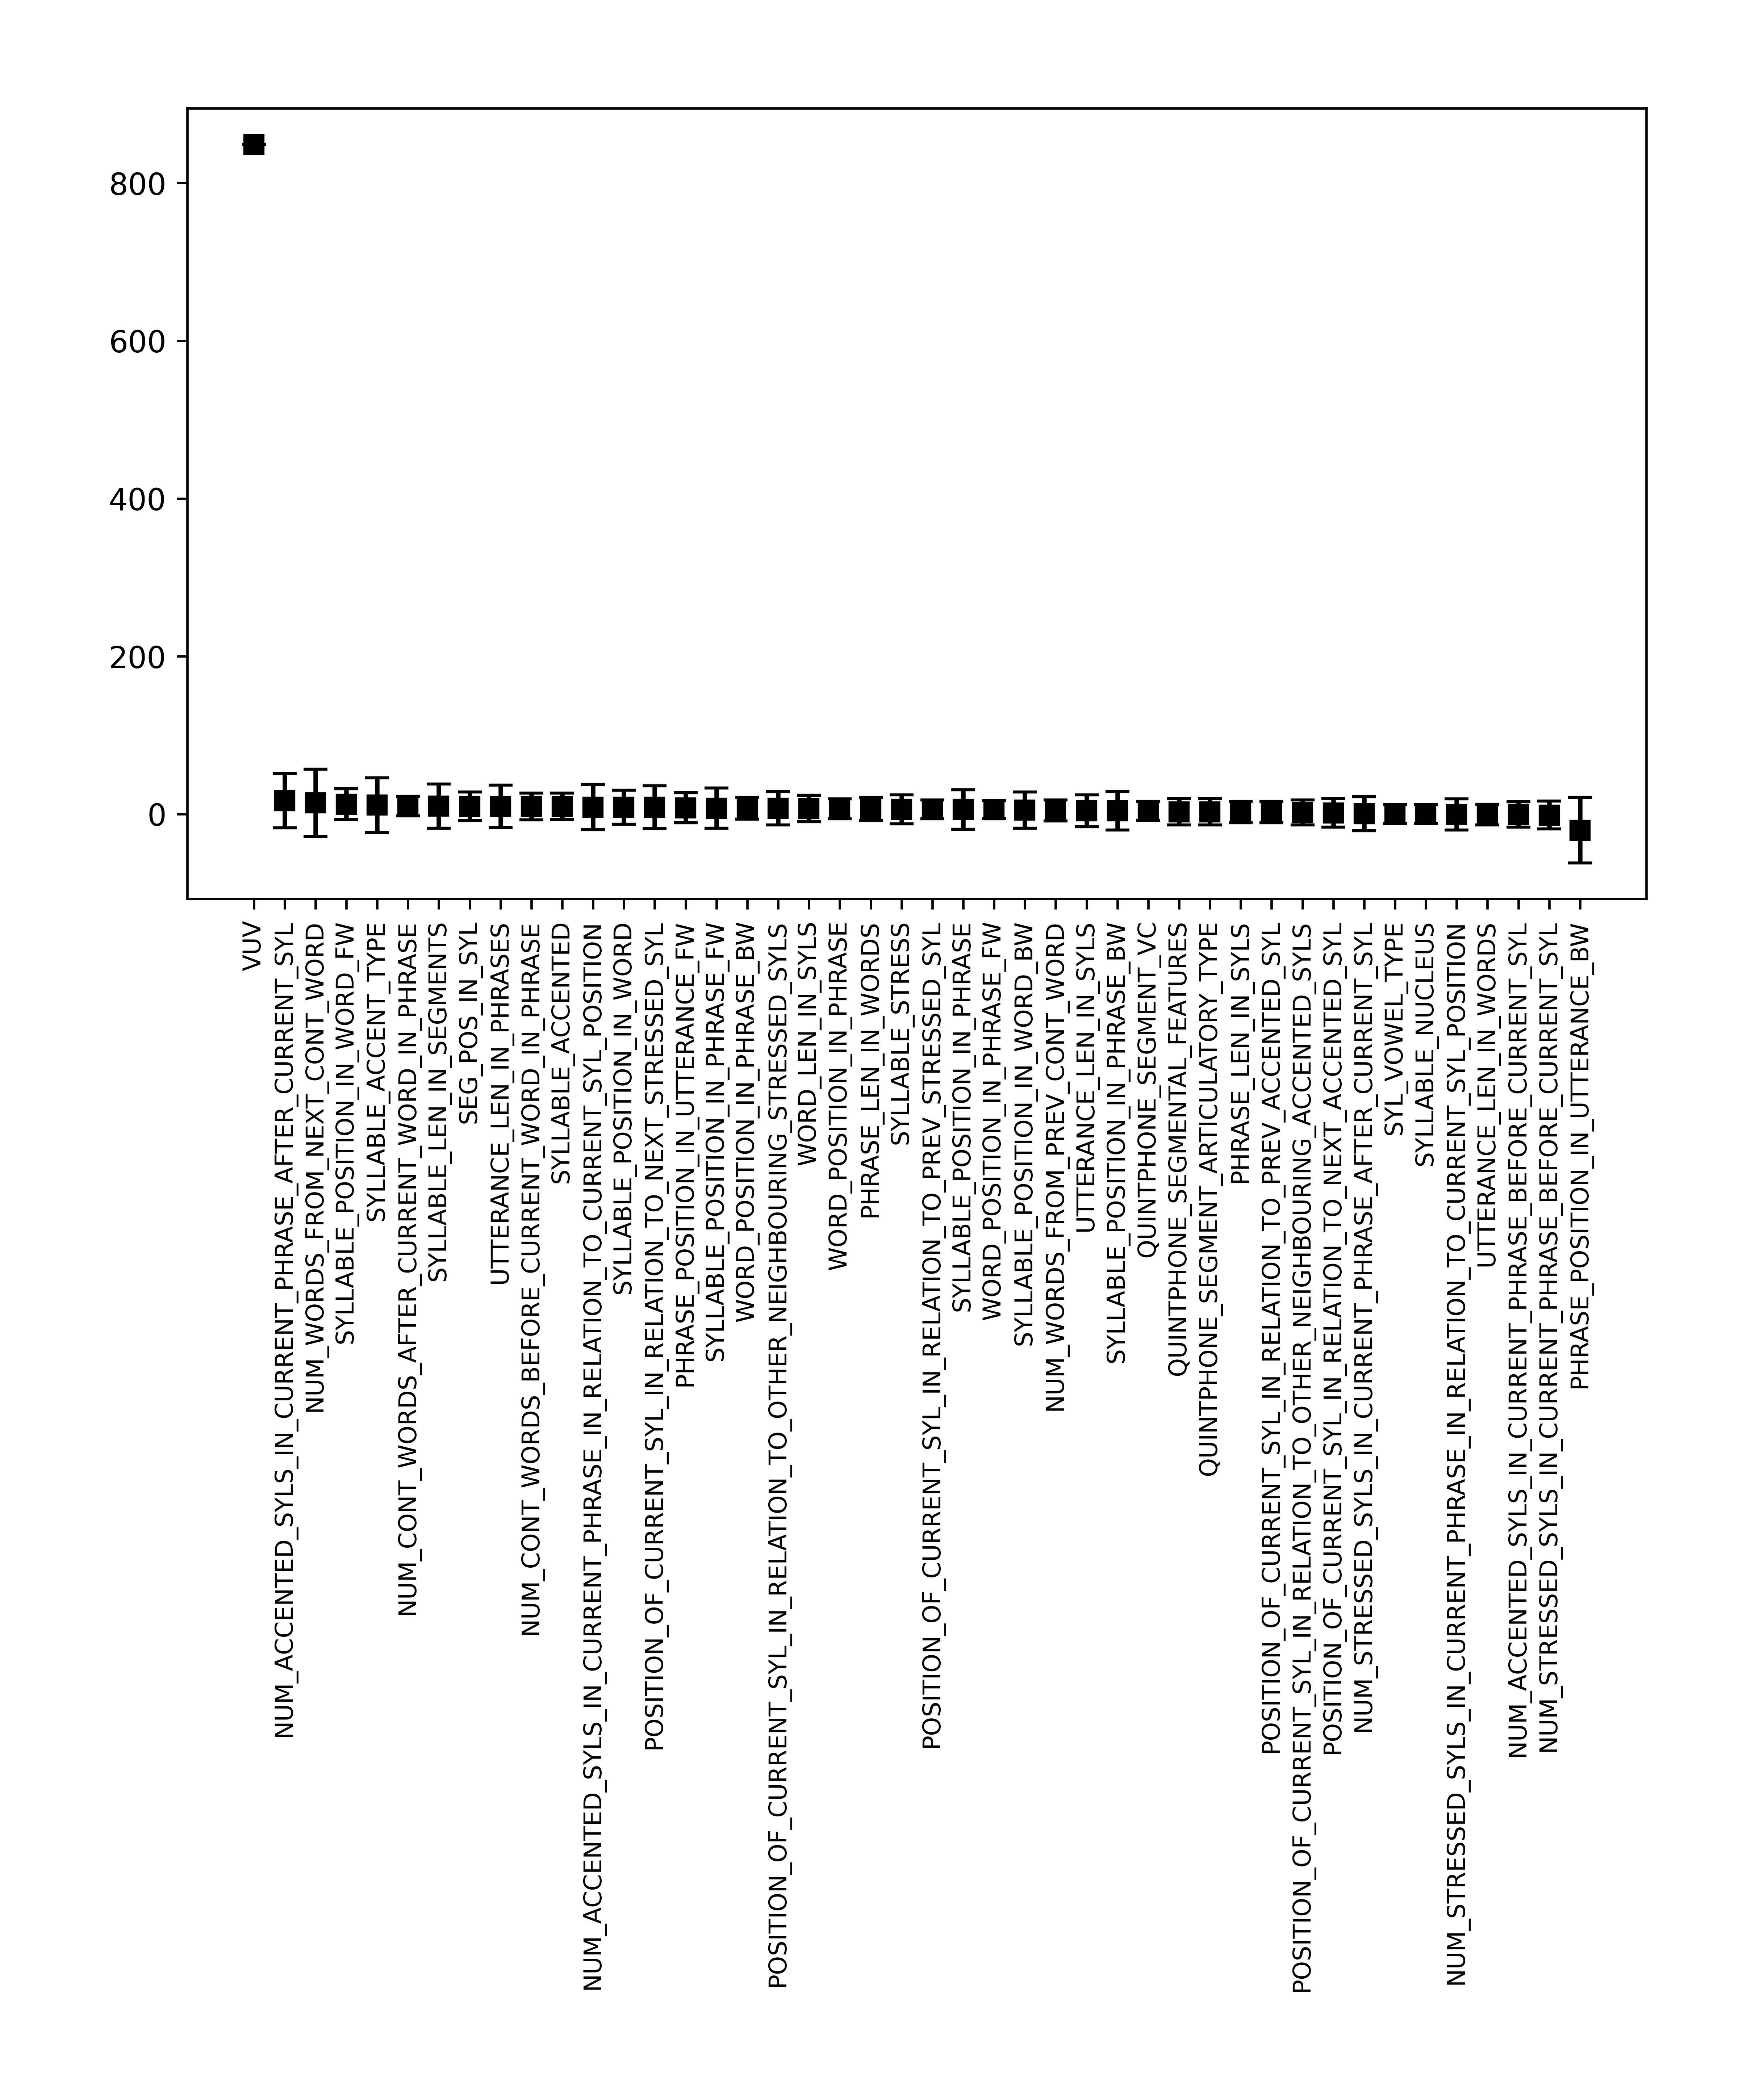 800
600
400
200
0
VUV
NUM_ACCENTED_SYLS_IN_CURRENT_PHRASE_AFTER_CURRENT_SYL
NUM_WORDS_FROM_NEXT_CONT_WORD
SYLLABLE_POSITION_IN_WORD_FW
SYLLABLE_ACCENT_TYPE
NUM_CONT_WORDS_AFTER_CURRENT_WORD_IN_PHRASE
SYLLABLE_LEN_IN_SEGMENTS
SEG_POS_IN_SYL
UTTERANCE_LEN_IN_PHRASES
NUM_CONT_WORDS_BEFORE_CURRENT_WORD_IN_PHRASE
SYLLABLE_ACCENTED
NUM_ACCENTED_SYLS_IN_CURRENT_PHRASE_IN_RELATION_TO_CURRENT_SYL_POSITION
SYLLABLE_POSITION_IN_WORD
POSITION_OF_CURRENT_SYL_IN_RELATION_TO_NEXT_STRESSED_SYL
PHRASE_POSITION_IN_UTTERANCE_FW
SYLLABLE_POSITION_IN_PHRASE_FW
WORD_POSITION_IN_PHRASE_BW
POSITION_OF_CURRENT_SYL_IN_RELATION_TO_OTHER_NEIGHBOURING_STRESSED_SYLS
WORD_LEN_IN_SYLS
WORD_POSITION_IN_PHRASE
PHRASE_LEN_IN_WORDS
SYLLABLE_STRESS
POSITION_OF_CURRENT_SYL_IN_RELATION_TO_PREV_STRESSED_SYL
SYLLABLE_POSITION_IN_PHRASE
WORD_POSITION_IN_PHRASE_FW
SYLLABLE_POSITION_IN_WORD_BW
NUM_WORDS_FROM_PREV_CONT_WORD
UTTERANCE_LEN_IN_SYLS
SYLLABLE_POSITION_IN_PHRASE_BW
QUINTPHONE_SEGMENT_VC
QUINTPHONE_SEGMENTAL_FEATURES
QUINTPHONE_SEGMENT_ARTICULATORY_TYPE
PHRASE_LEN_IN_SYLS
POSITION_OF_CURRENT_SYL_IN_RELATION_TO_PREV_ACCENTED_SYL
POSITION_OF_CURRENT_SYL_IN_RELATION_TO_OTHER_NEIGHBOURING_ACCENTED_SYLS
POSITION_OF_CURRENT_SYL_IN_RELATION_TO_NEXT_ACCENTED_SYL
NUM_STRESSED_SYLS_IN_CURRENT_PHRASE_AFTER_CURRENT_SYL
SYL_VOWEL_TYPE
SYLLABLE_NUCLEUS
NUM_STRESSED_SYLS_IN_CURRENT_PHRASE_IN_RELATION_TO_CURRENT_SYL_POSITION
UTTERANCE_LEN_IN_WORDS
NUM_ACCENTED_SYLS_IN_CURRENT_PHRASE_BEFORE_CURRENT_SYL
NUM_STRESSED_SYLS_IN_CURRENT_PHRASE_BEFORE_CURRENT_SYL
PHRASE_POSITION_IN_UTTERANCE_BW